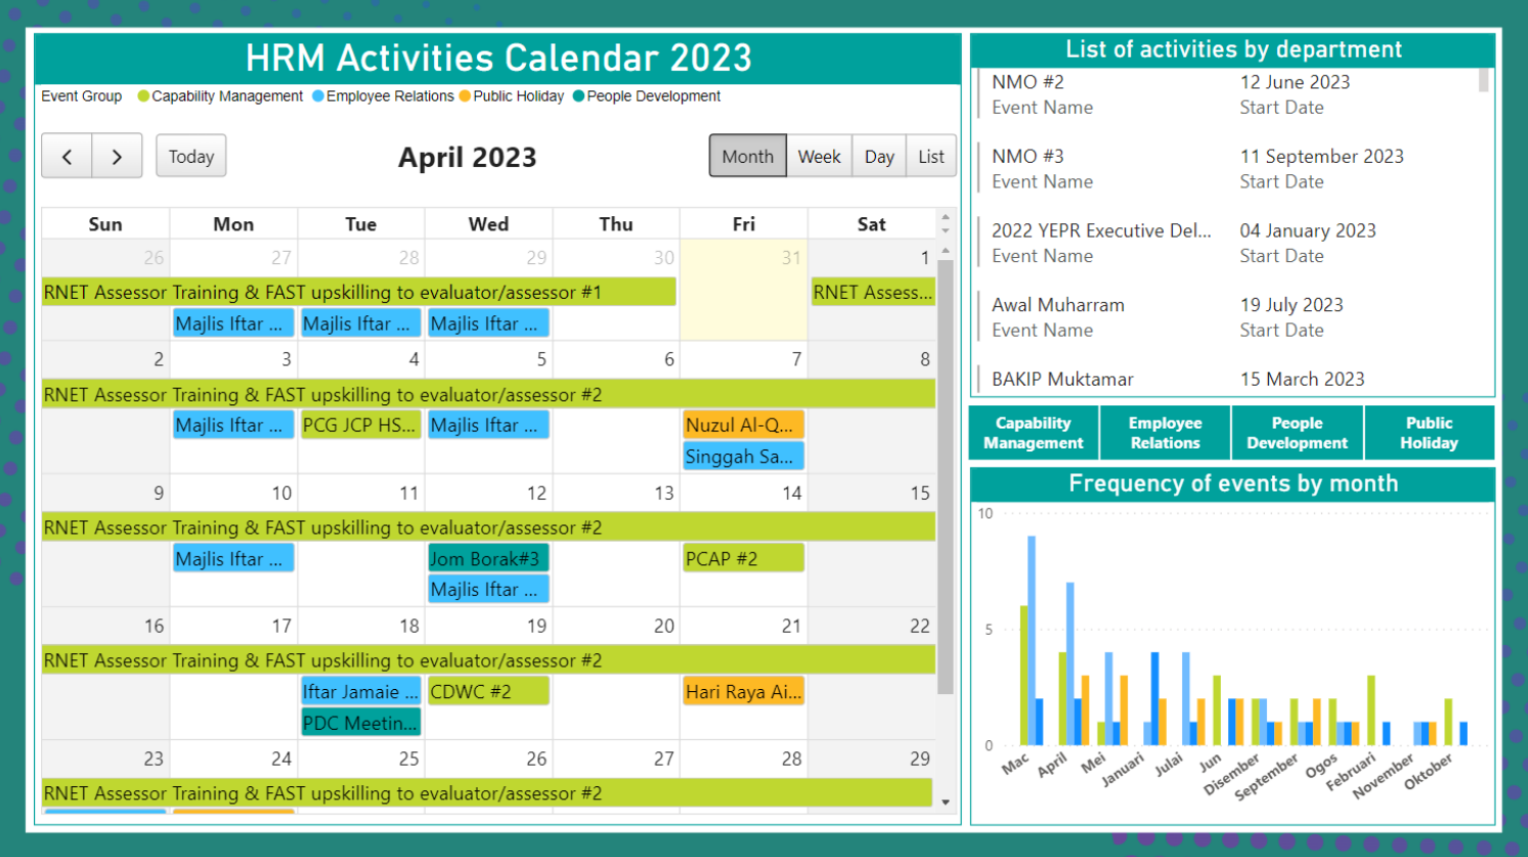 HRM Activities Calendar 2023
Event Group Capability Management Employee Relations Public Holiday People Development
Today
April 2023
Month Week Day List
Sun Mon Tue Wed Thu Fri Sat
26 27 28 29 30 31 1
RNET Assessor Training & FAST upskilling to evaluator/assessor #1 RNET Assess...
Majlis Iftar ... Majlis Iftar ... Majlis Iftar ...
2 3 4 5 6 7 8
RNET Assessor Training & FAST upskilling to evaluator/assessor #2
Majlis Iftar ... PCG JCP HS... Majlis Iftar ... Nuzul Al-Q...
Singgah Sa...
9 10 11 12 13 14 15
RNET Assessor Training & FAST upskilling to evaluator/assessor #2
Majlis Iftar ... Jom Borak#3 PCAP #2
Majlis Iftar ...
16 17 18 19 20 21 22
RNET Assessor Training & FAST upskilling to evaluator/assessor #2
Iftar Jamaie ... CDWC #2 Hari Raya Ai...
PDC Meetin...
23 24 25 26 27 28 29
RNET Assessor Training & FAST upskilling to evaluator/assessor #2
List of activities by department
NMO #2 12 June 2023
Event Name Start Date
NMO #3 11 September 2023
Event Name Start Date
2022 YEPR Executive Del... 04 January 2023
Event Name Start Date
Awal Muharram 19 July 2023
Event Name Start Date
BAKIP Muktamar 15 March 2023
Capability Management
Employee Relations
People Development
Public Holiday
Frequency of events by month
10
5
0
Mac April Mei Januari Julai Jun Disember September Ogos Februari November Oktober